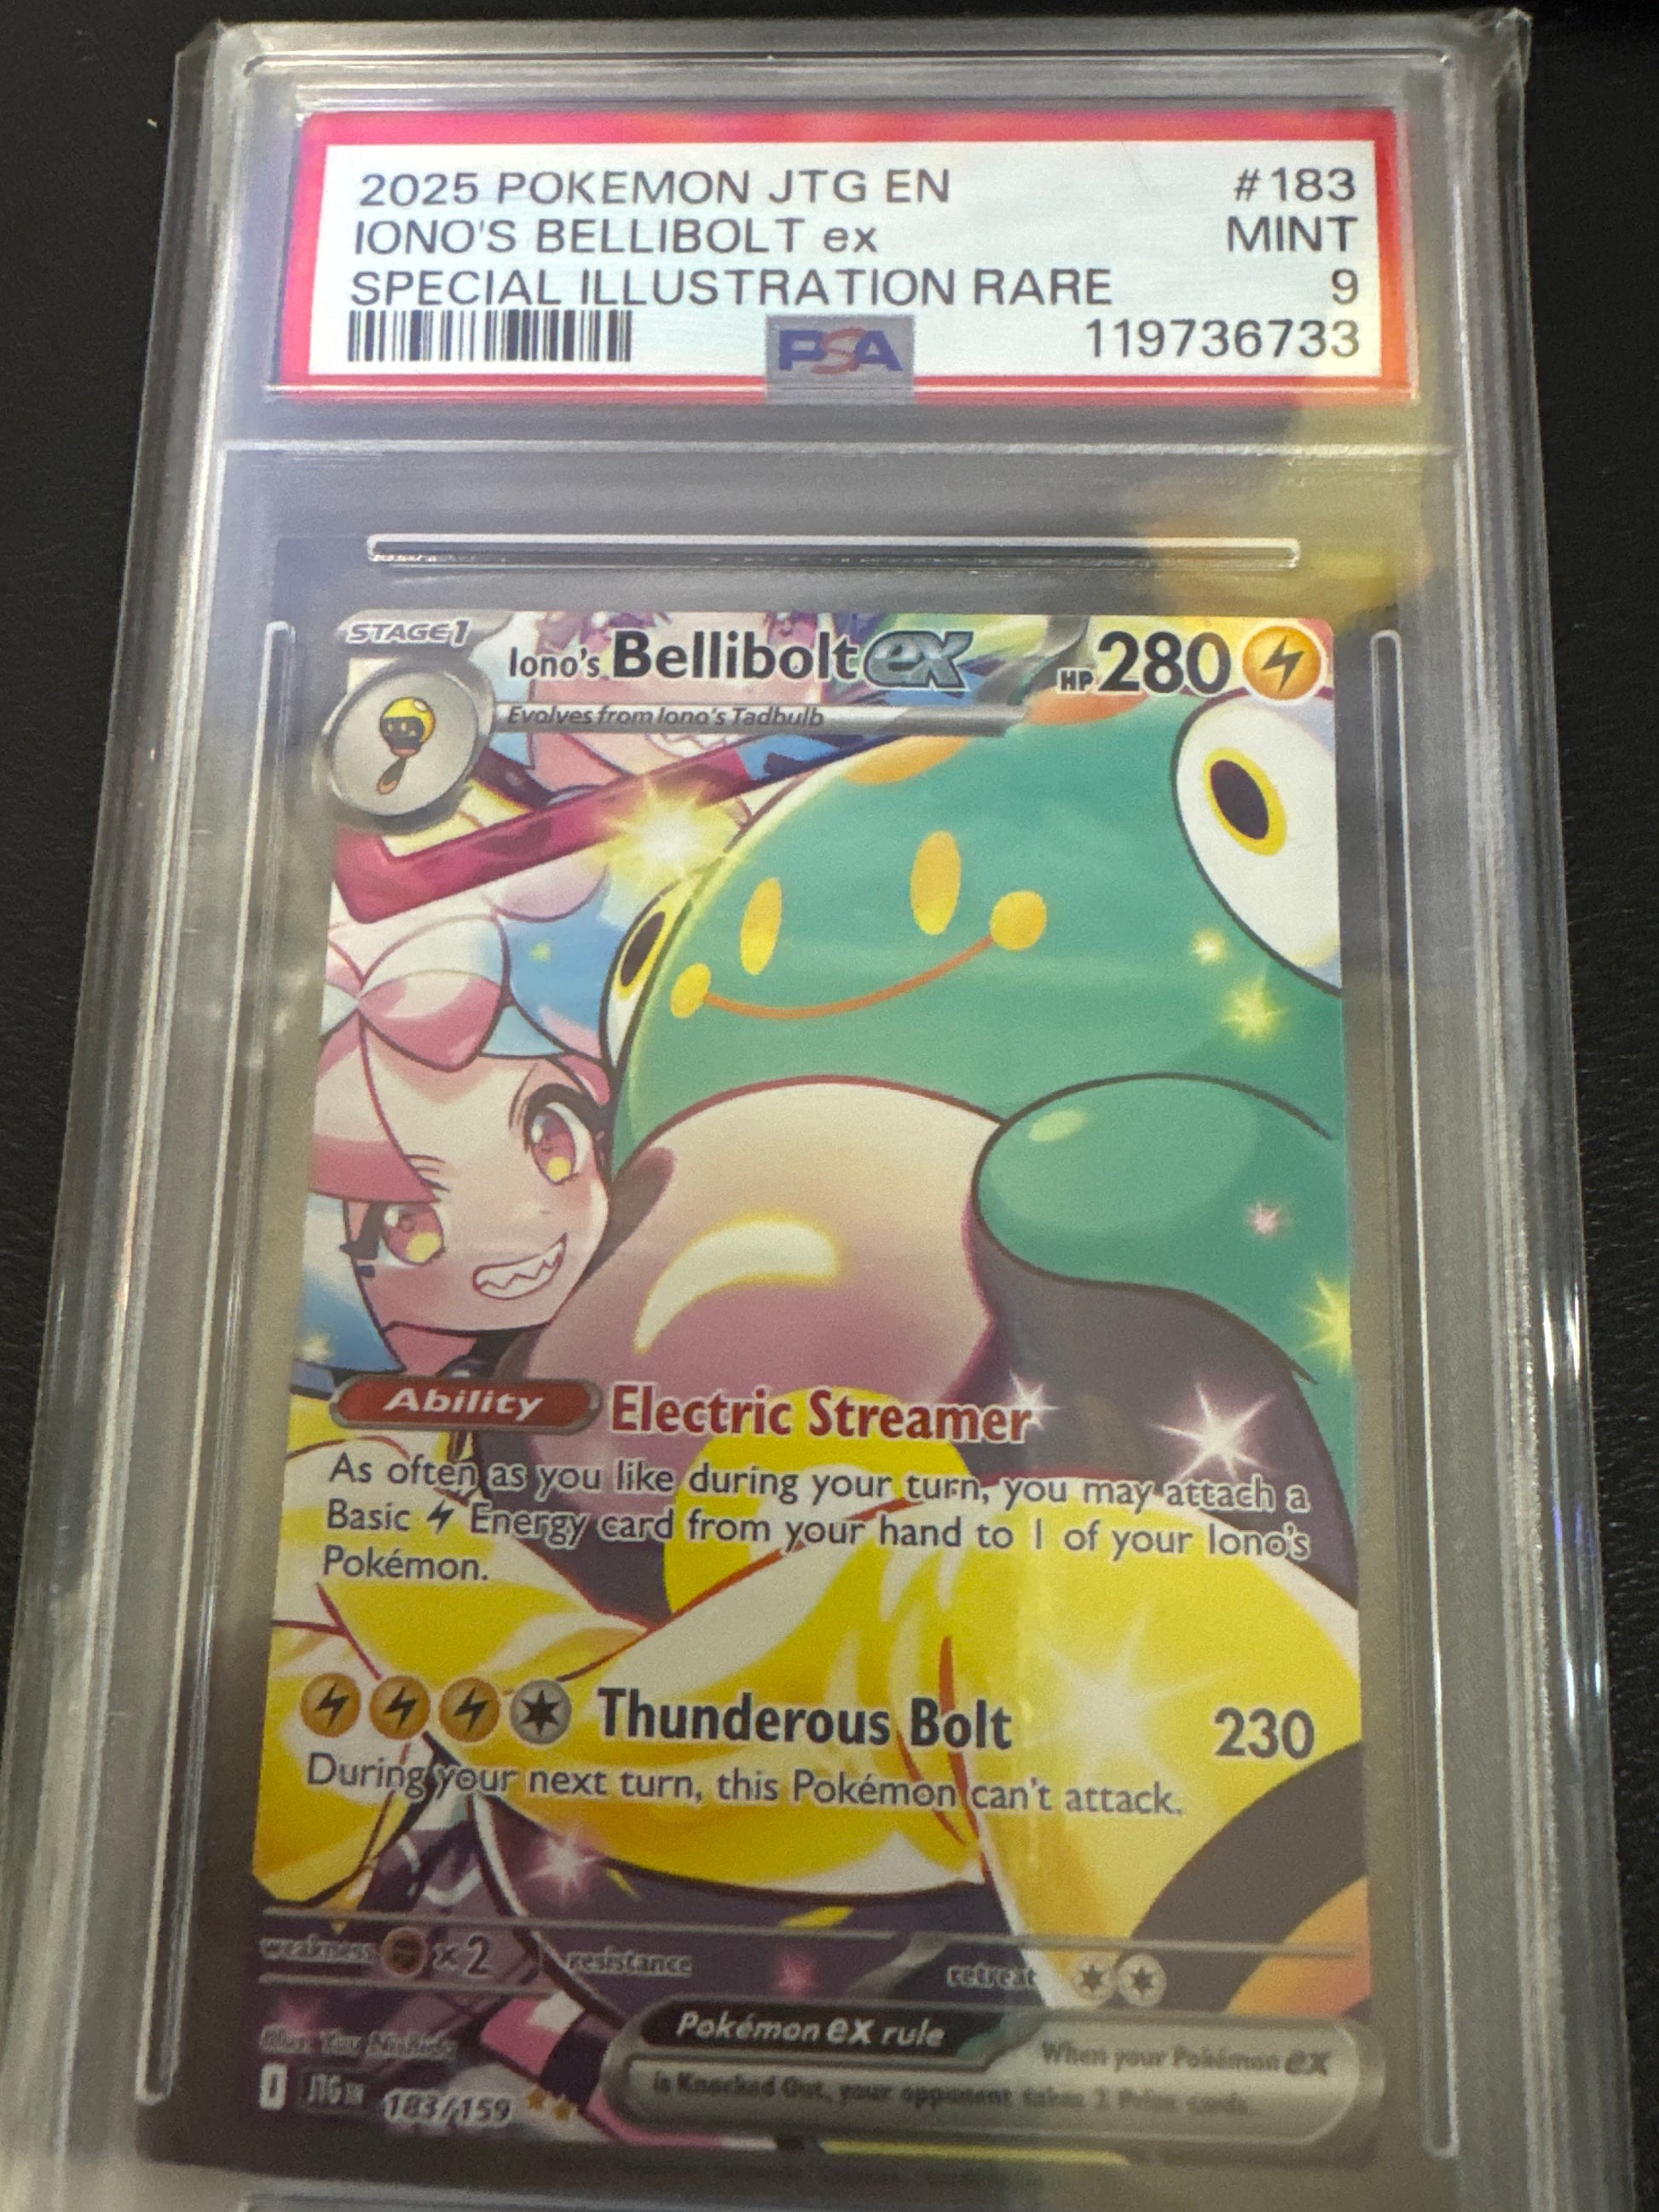 2025 POKEMON JTG EN #183
IONO'S BELLIBOLT ex MINT
SPECIAL ILLUSTRATION RARE 9
PSA 119736733
STAGE1 Iono's Bellibolt ex HP 280
Evolves from Iono's Tadbulb
Ability Electric Streamer
As often as you like during your turn, you may attach a
Basic Energy card from your hand to 1 of your Iono's
Pokémon.
Thunderous Bolt 230
During your next turn, this Pokémon can't attack.
weakness ×2 resistance retreat
Pokémon ex rule When your Pokémon ex
is Knocked Out, your opponent takes 2 Prize cards.
Illus.
JTG EN 183/159